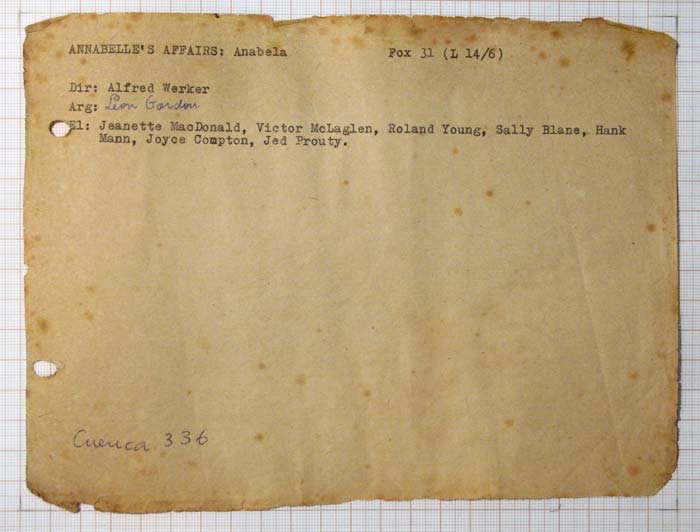 ANNABELLE'S AFFAIRS: Anabela Fox 31 (L 14/6)
Dir: Alfred Werker
Arg: Leon Gordon
El: Jeanette MacDonald, Victor McLaglen, Roland Young, Sally Blane, Hank
Mann, Joyce Compton, Jed Prouty.
Cuenca 336